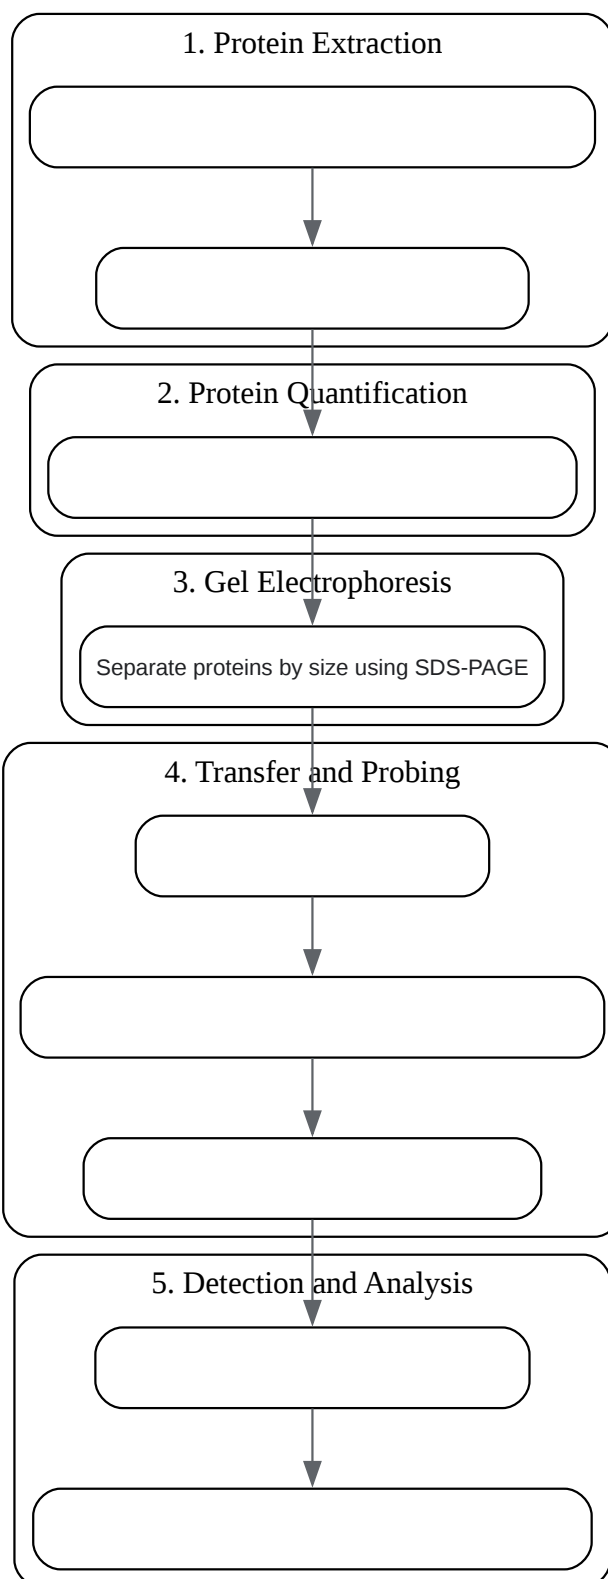 1. Protein Extraction
2. Protein Quantification
3. Gel Electrophoresis
Separate proteins by size using SDS-PAGE
4. Transfer and Probing
5. Detection and Analysis